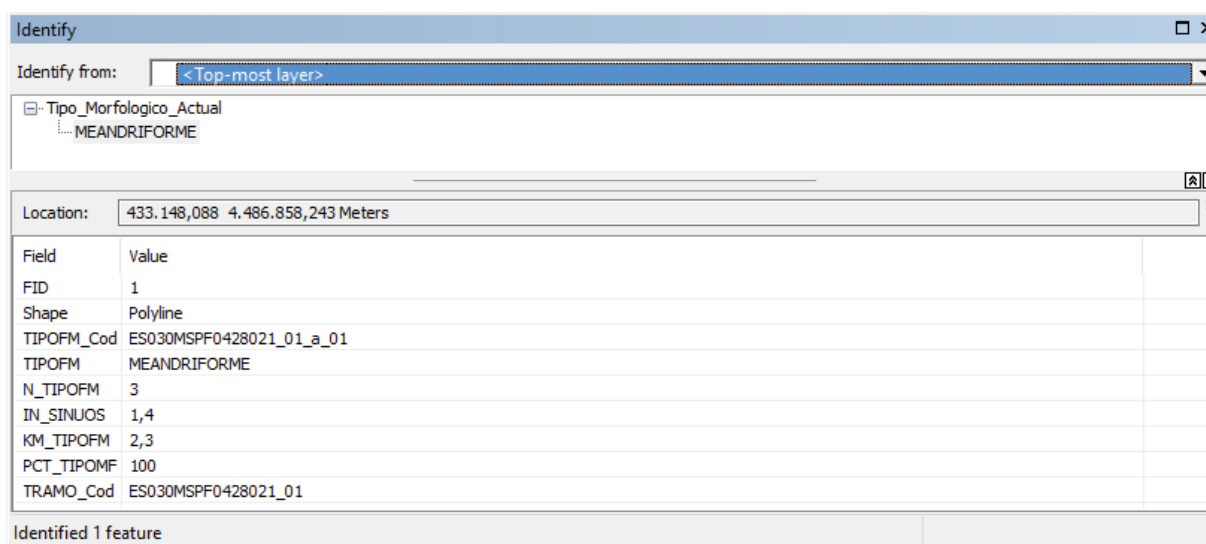 Identify
Identify from: <Top-most layer>
Tipo_Morfologico_Actual
MEANDRIFORME
Location: 433.148,088 4.486.858,243 Meters
Field Value
FID 1
Shape Polyline
TIPOFM_Cod ES030MSPF0428021_01_a_01
TIPOFM MEANDRIFORME
N_TIPOFM 3
IN_SINUOS 1,4
KM_TIPOFM 2,3
PCT_TIPOMF 100
TRAMO_Cod ES030MSPF0428021_01
Identified 1 feature